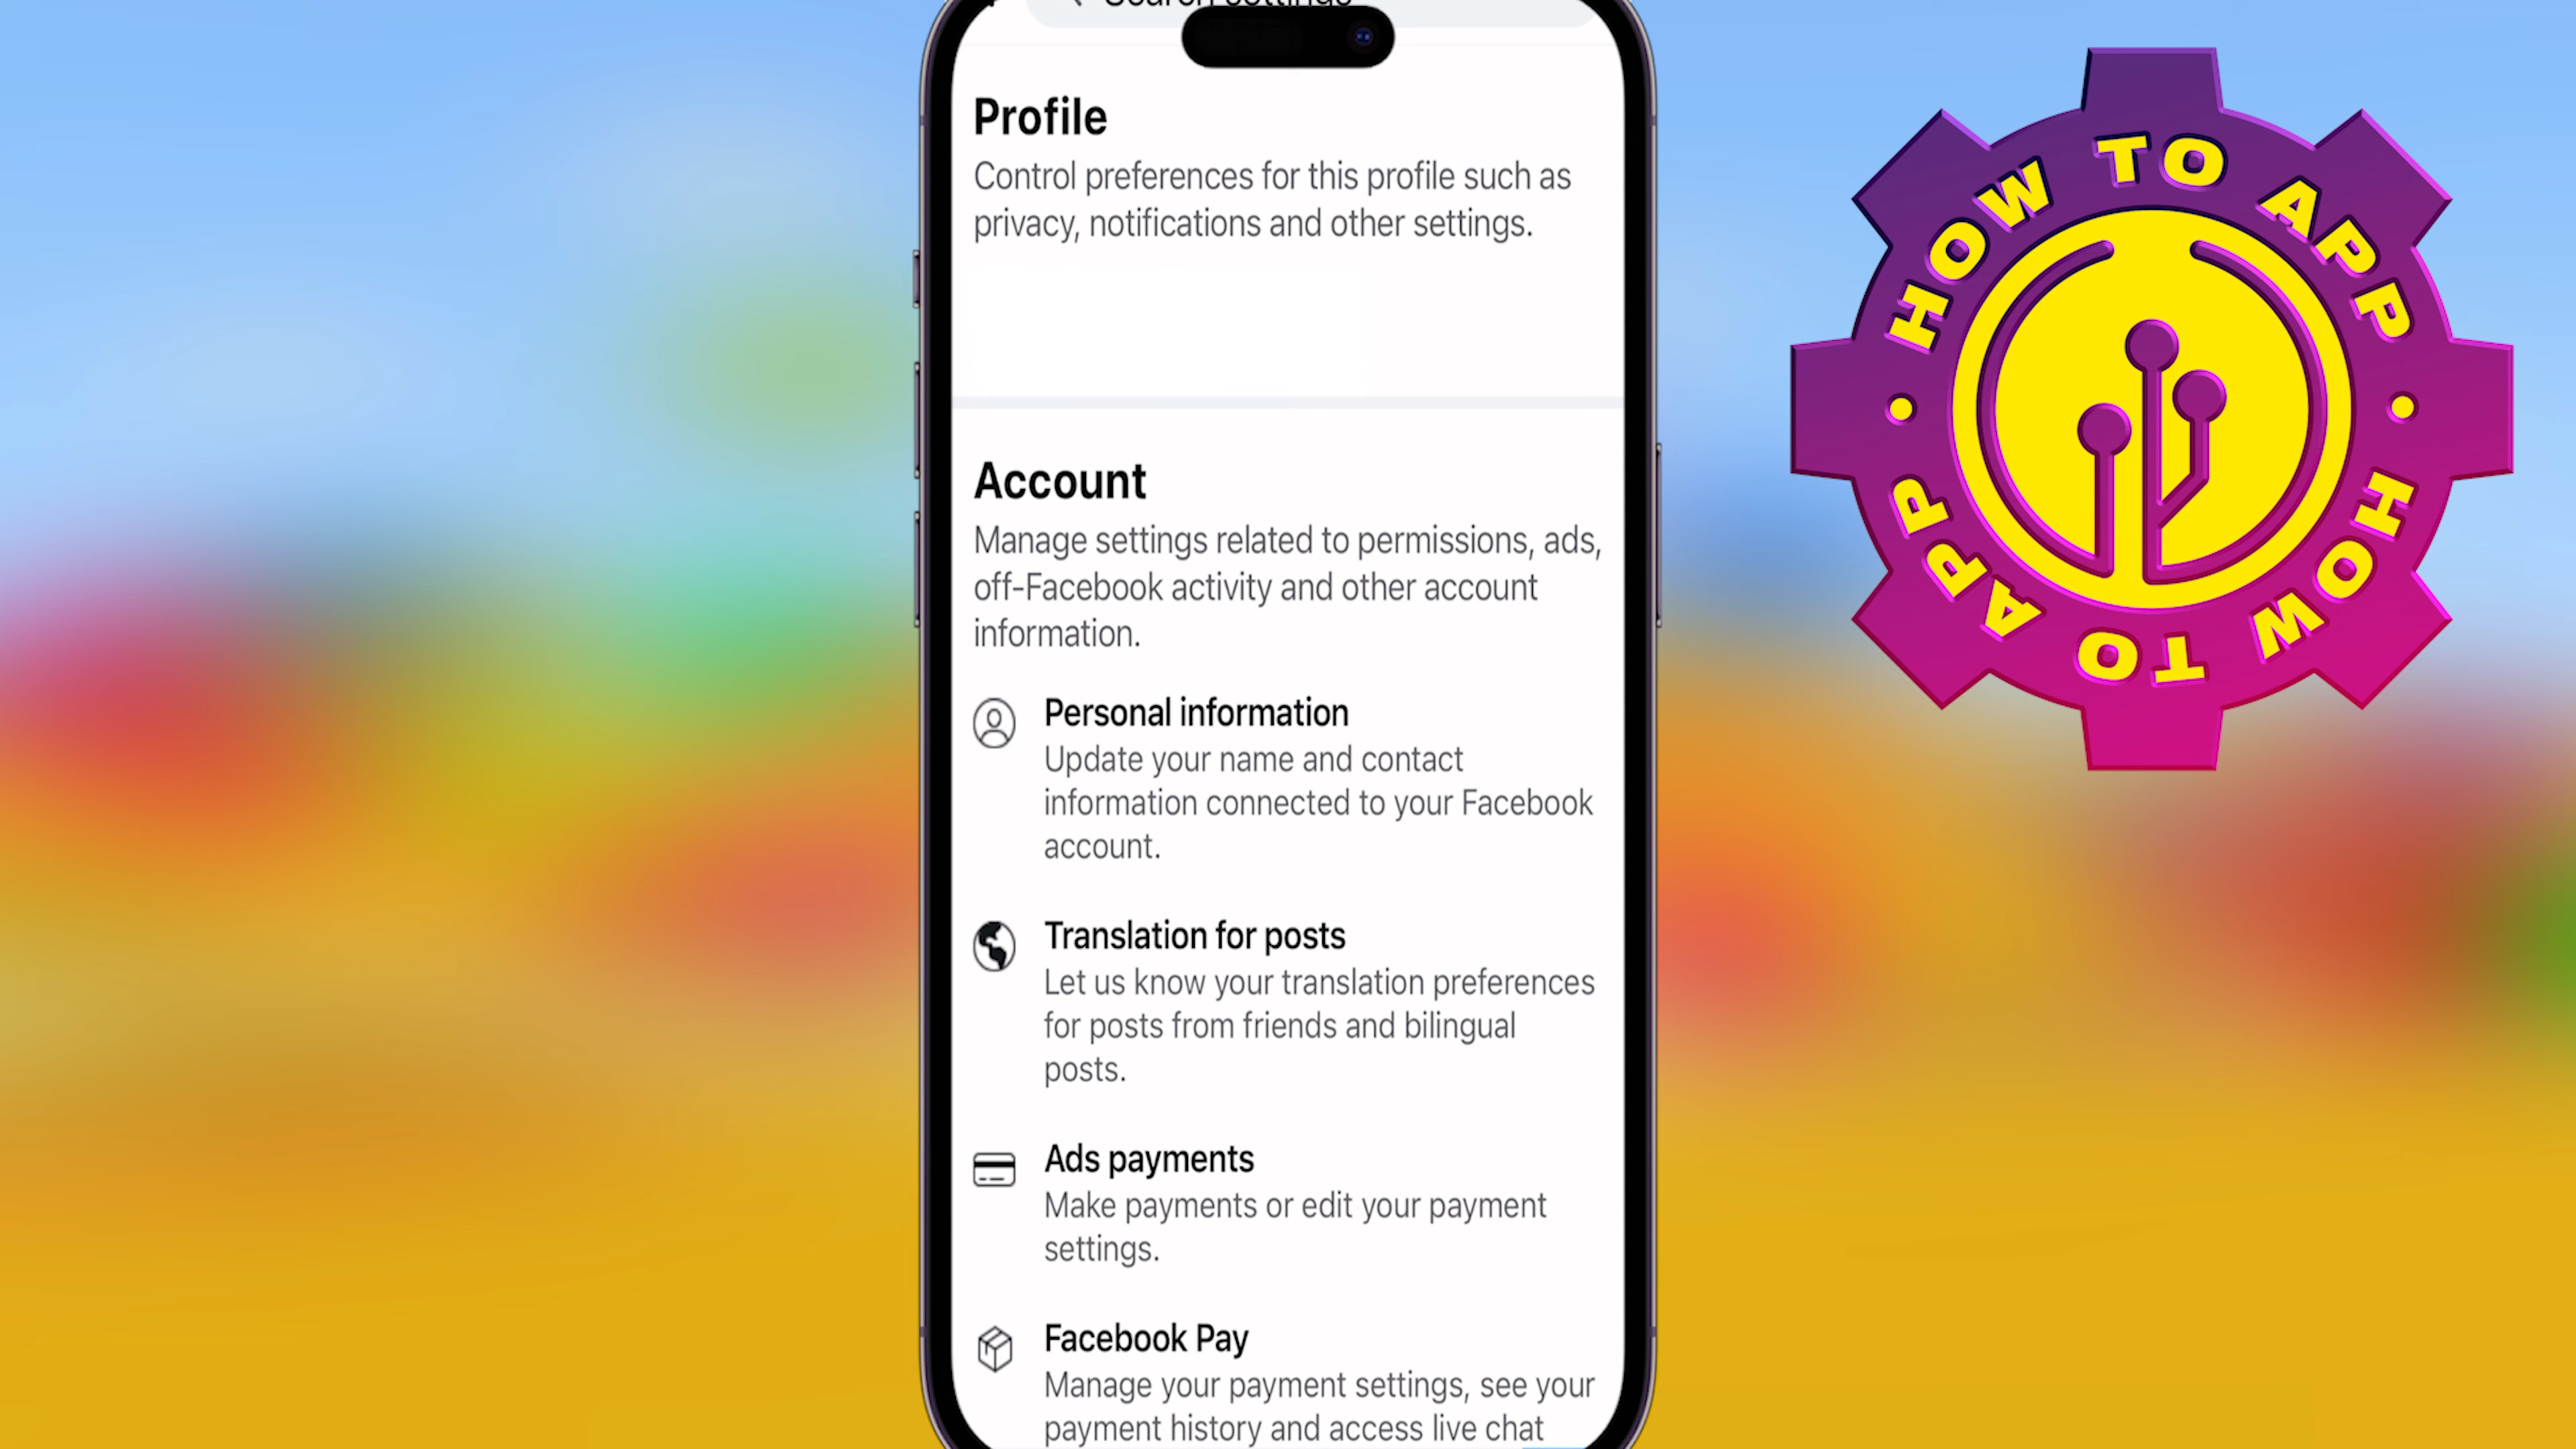 Search settings
Profile
Control preferences for this profile such as
privacy, notifications and other settings.
Account
Manage settings related to permissions, ads,
off-Facebook activity and other account
information.
Personal information
Update your name and contact
information connected to your Facebook
account.
Translation for posts
Let us know your translation preferences
for posts from friends and bilingual
posts.
Ads payments
Make payments or edit your payment
settings.
Facebook Pay
Manage your payment settings, see your
payment history and access live chat
HOW TO APP • HOW TO APP •